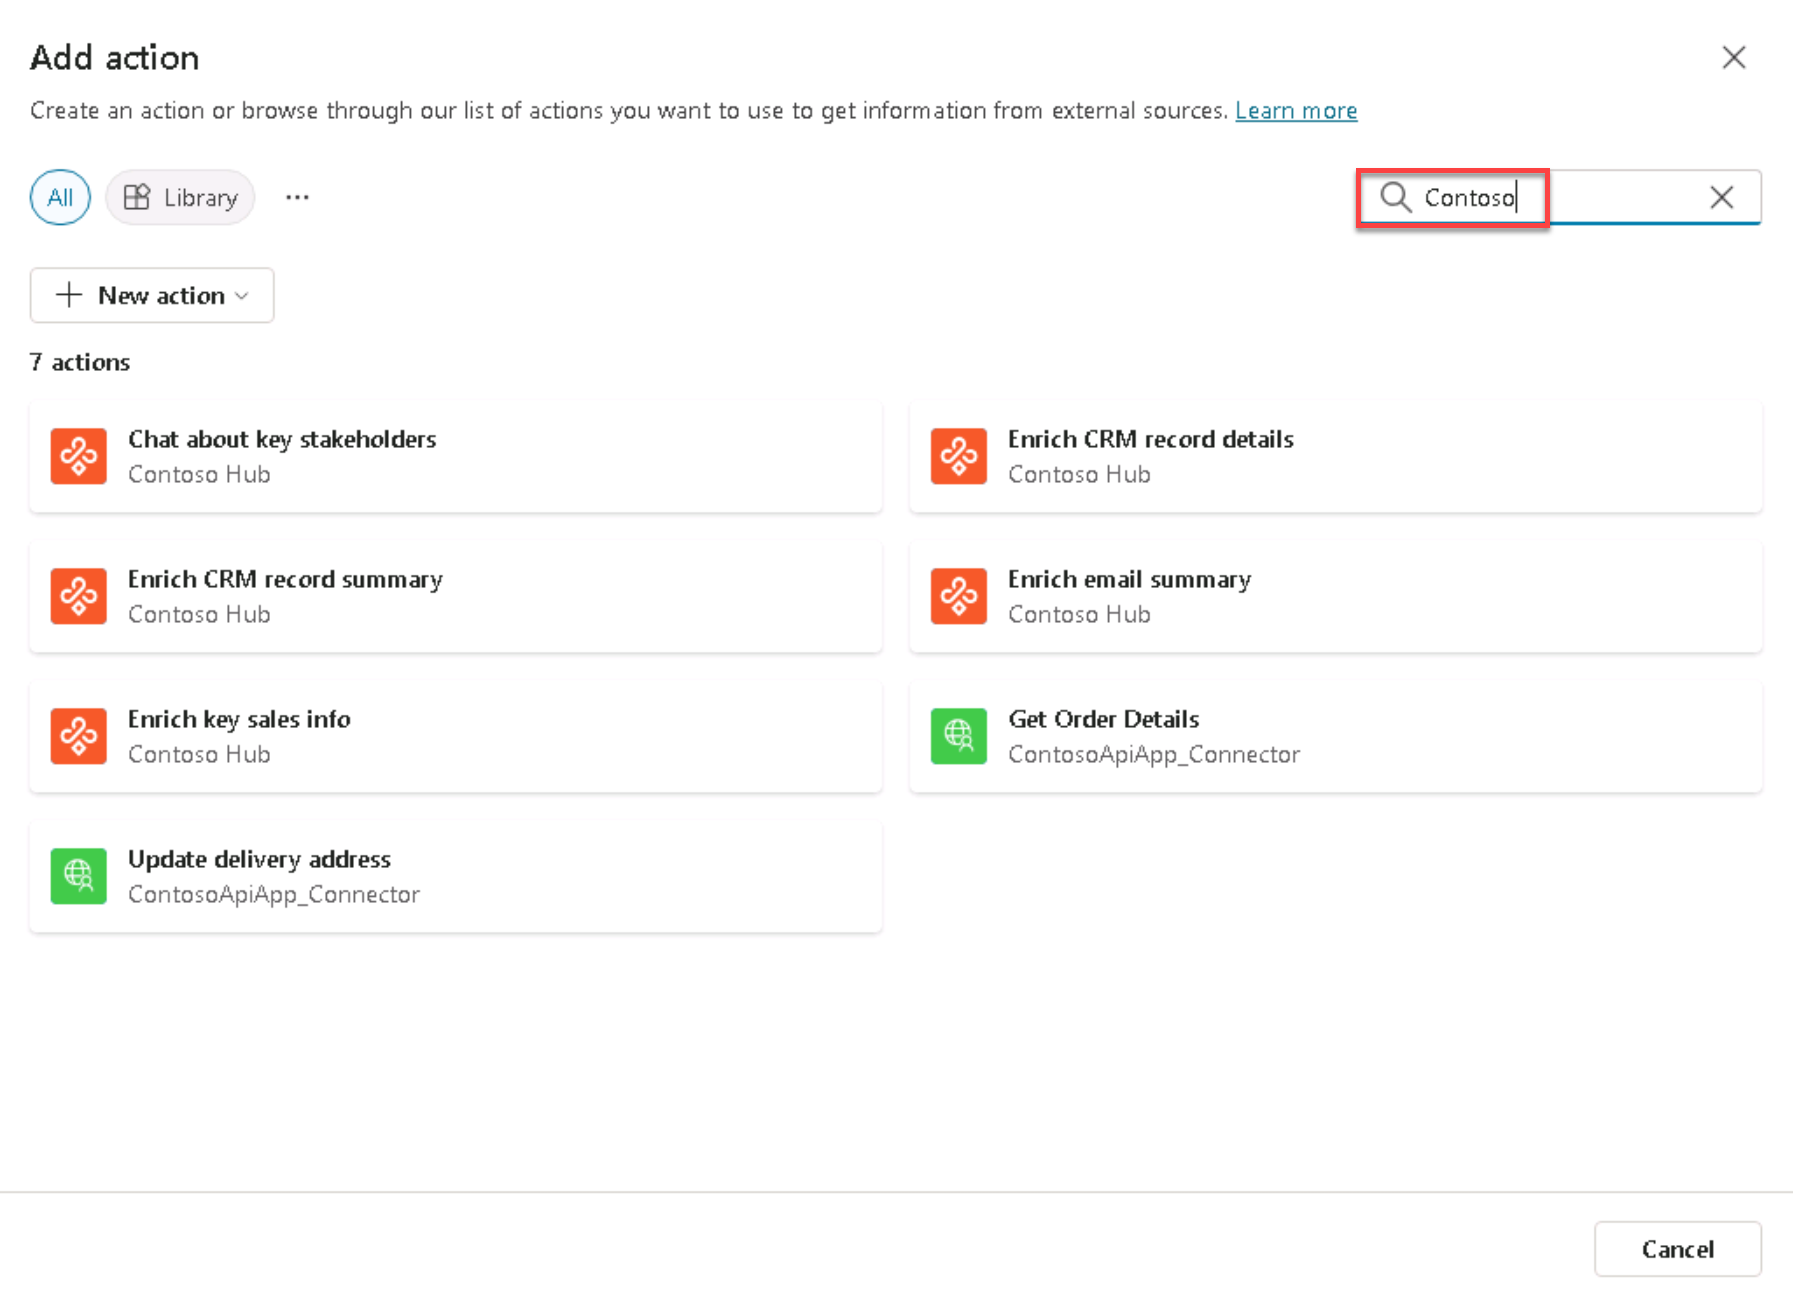 Add action
Create an action or browse through our list of actions you want to use to get information from external sources. Learn more
All
Library
...
Contoso
New action
7 actions
Chat about key stakeholders
Contoso Hub
Enrich CRM record details
Contoso Hub
Enrich CRM record summary
Contoso Hub
Enrich email summary
Contoso Hub
Enrich key sales info
Contoso Hub
Get Order Details
ContosoApiApp_Connector
Update delivery address
ContosoApiApp_Connector
Cancel